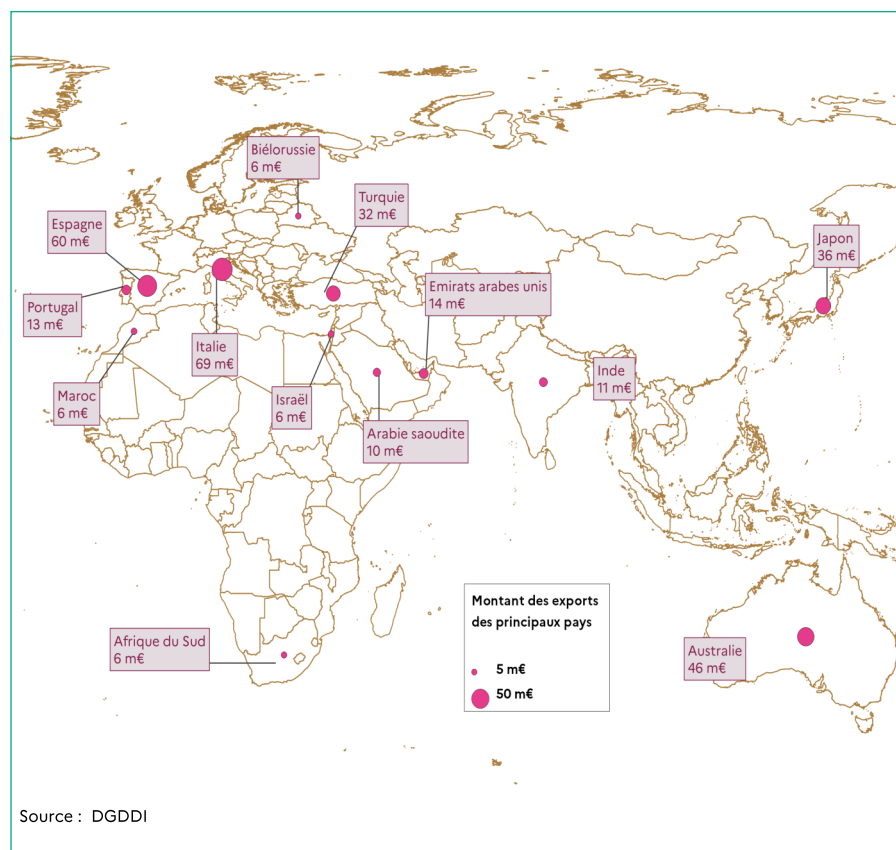 Biélorussie
6 m€
Turquie
32 m€
Espagne
60 m€
Japon
36 m€
Emirats arabes unis
14 m€
Portugal
13 m€
Italie
69 m€
Inde
11 m€
Maroc
6 m€
Israël
6 m€
Arabie saoudite
10 m€
Montant des exports
des principaux pays
5 m€
50 m€
Afrique du Sud
6 m€
Australie
46 m€
Source : DGDDI